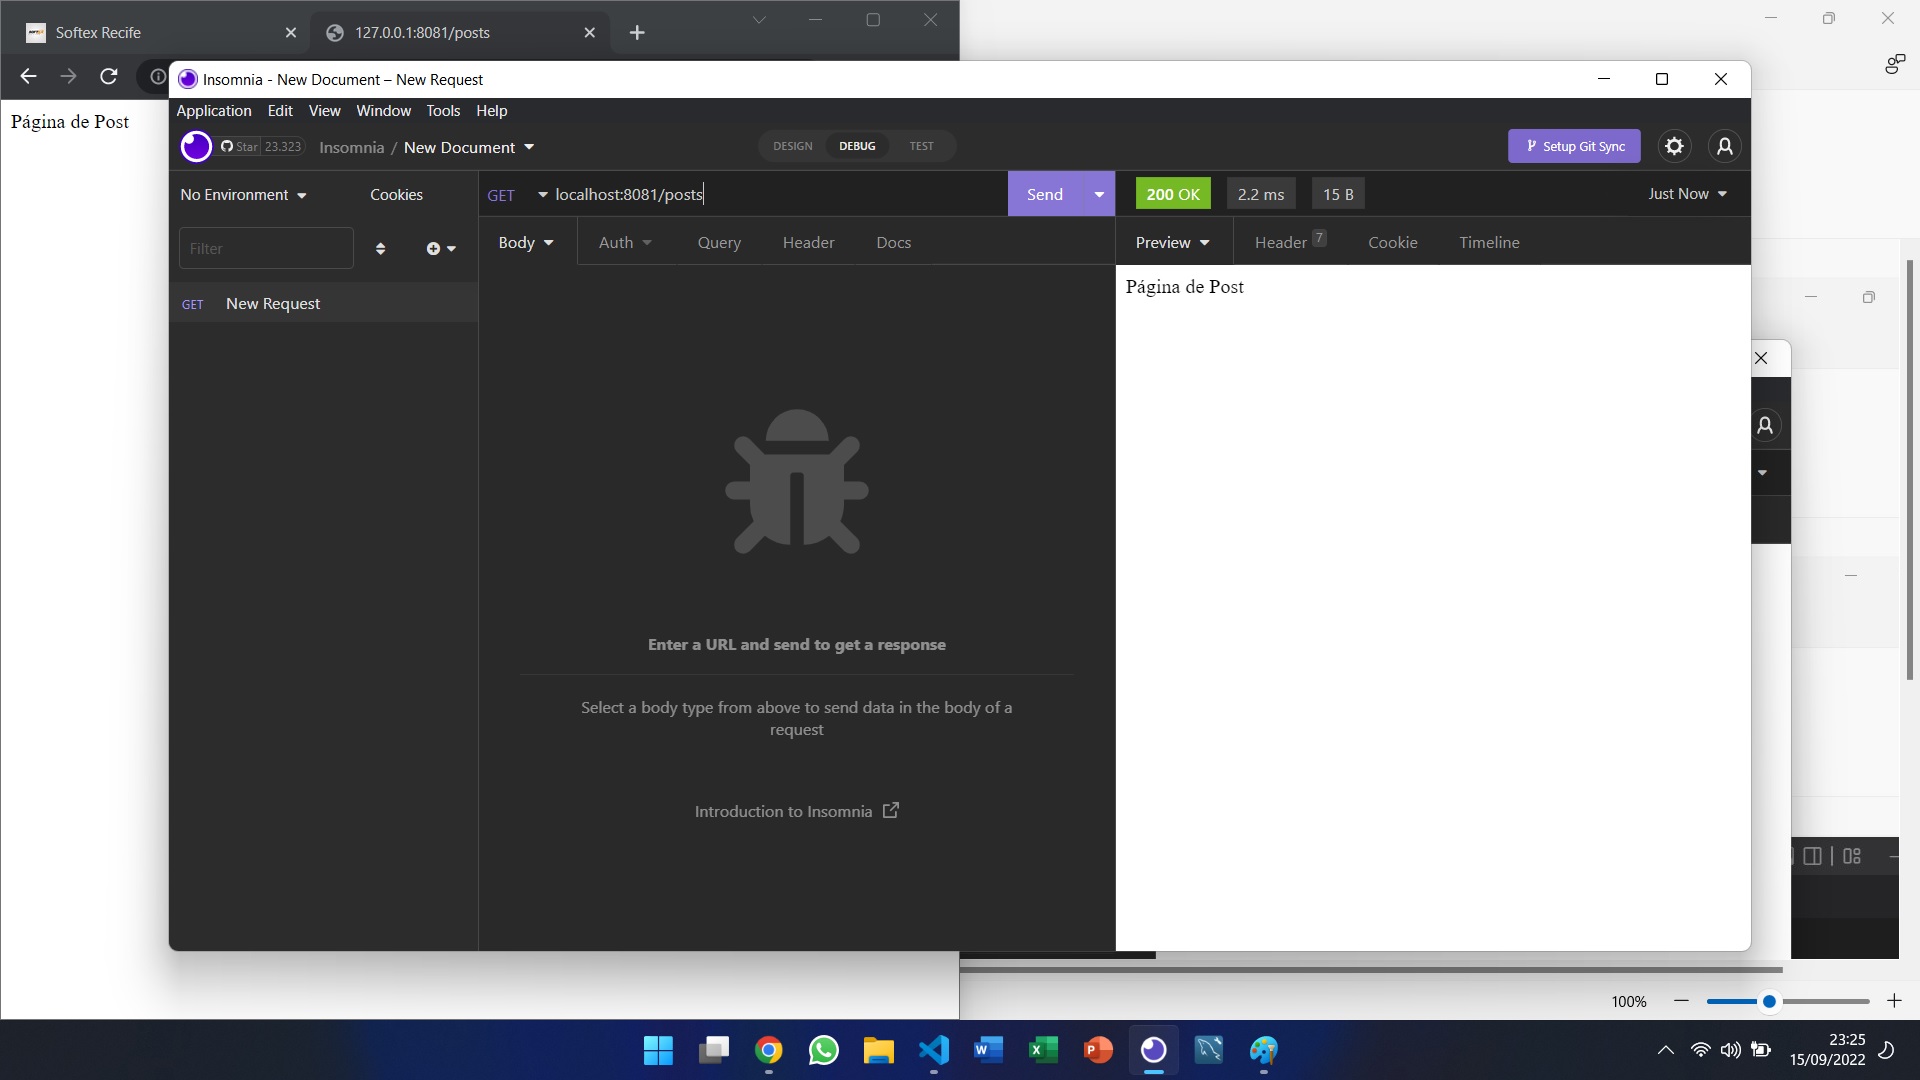 Softex Recife
127.0.0.1:8081/posts
Página de Post
Insomnia - New Document – New Request
Application Edit View Window Tools Help
Star 23.323
Insomnia / New Document
DESIGN DEBUG TEST
Setup Git Sync
No Environment
Cookies
Filter
GET New Request
GET localhost:8081/posts
Send
Body Auth Query Header Docs
Enter a URL and send to get a response
Select a body type from above to send data in the body of a
request
Introduction to Insomnia
200 OK 2.2 ms 15 B
Just Now
Preview Header 7 Cookie Timeline
Página de Post
100%
23:25
15/09/2022